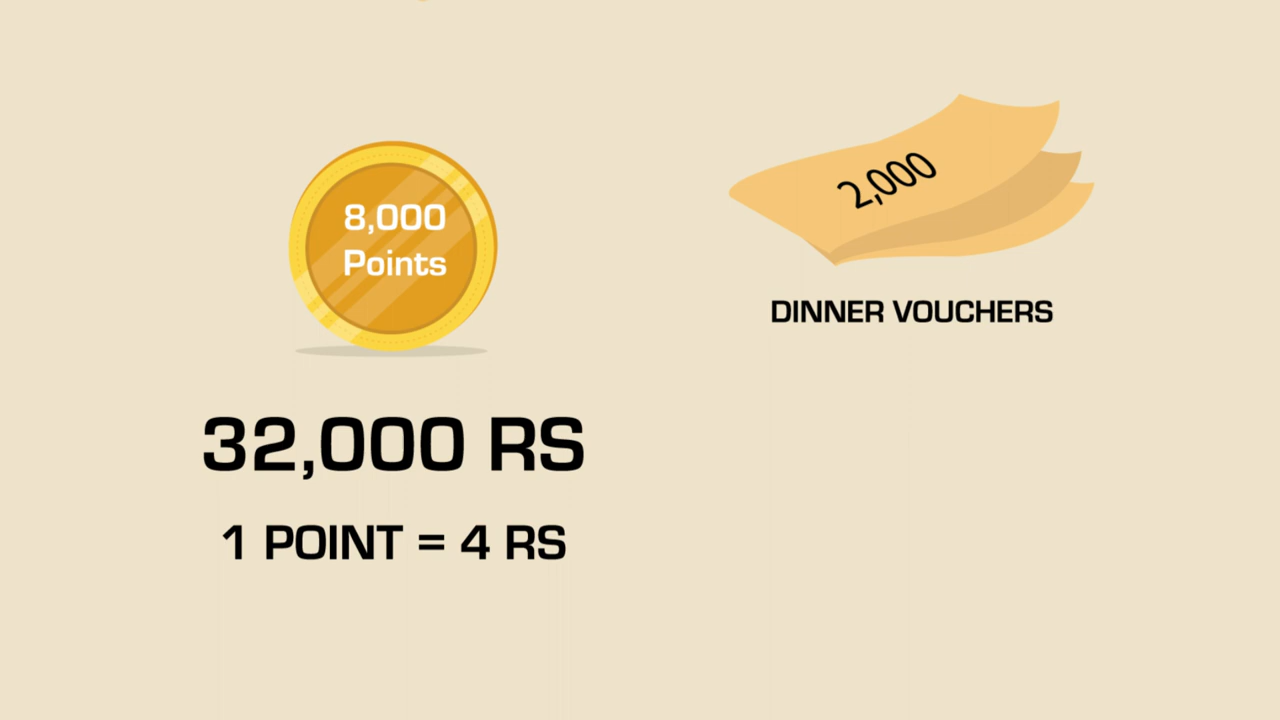 8,000
Points
32,000 RS
1 POINT = 4 RS
2,000
DINNER VOUCHERS